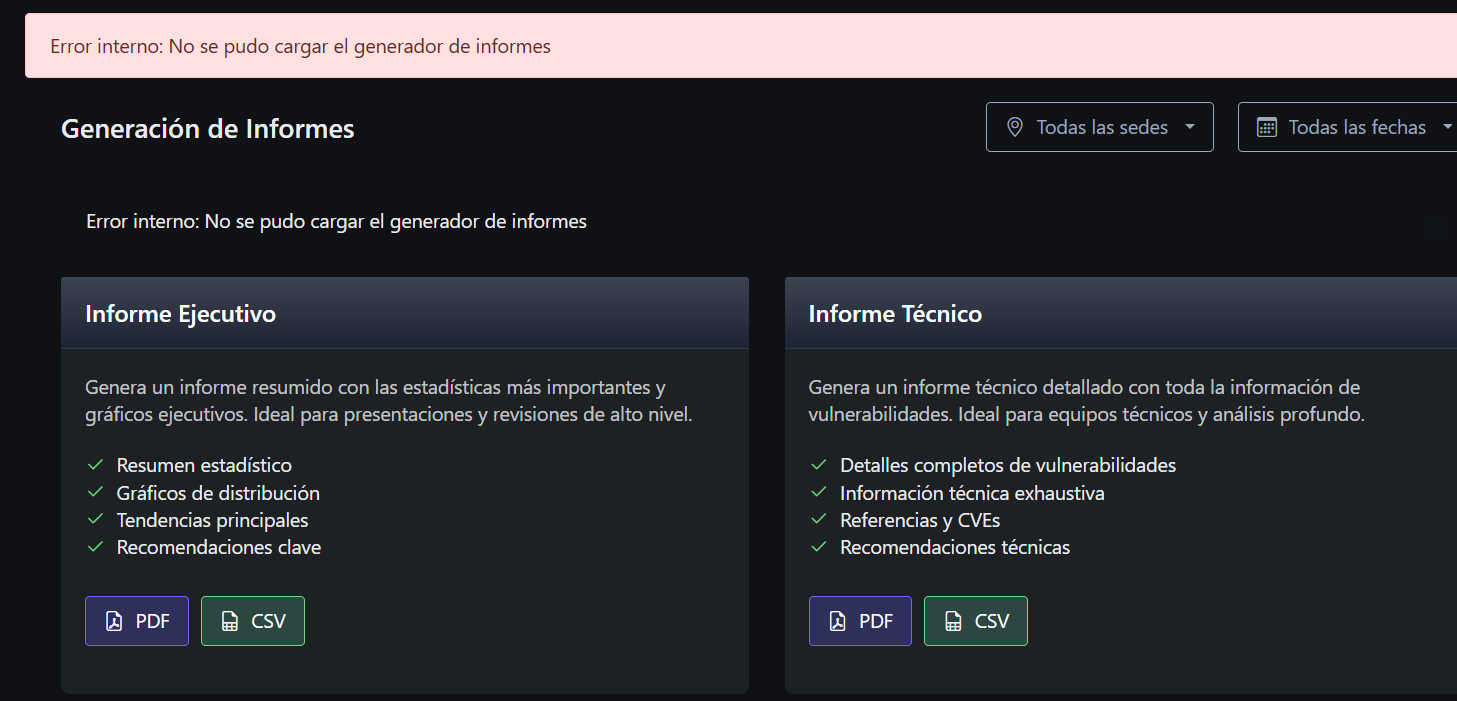 Error interno: No se pudo cargar el generador de informes
Generación de Informes
Todas las sedes
Todas las fechas
Error interno: No se pudo cargar el generador de informes
Informe Ejecutivo
Genera un informe resumido con las estadísticas más importantes y
gráficos ejecutivos. Ideal para presentaciones y revisiones de alto nivel.
Resumen estadístico
Gráficos de distribución
Tendencias principales
Recomendaciones clave
PDF
CSV
Informe Técnico
Genera un informe técnico detallado con toda la información de
vulnerabilidades. Ideal para equipos técnicos y análisis profundo.
Detalles completos de vulnerabilidades
Información técnica exhaustiva
Referencias y CVEs
Recomendaciones técnicas
PDF
CSV